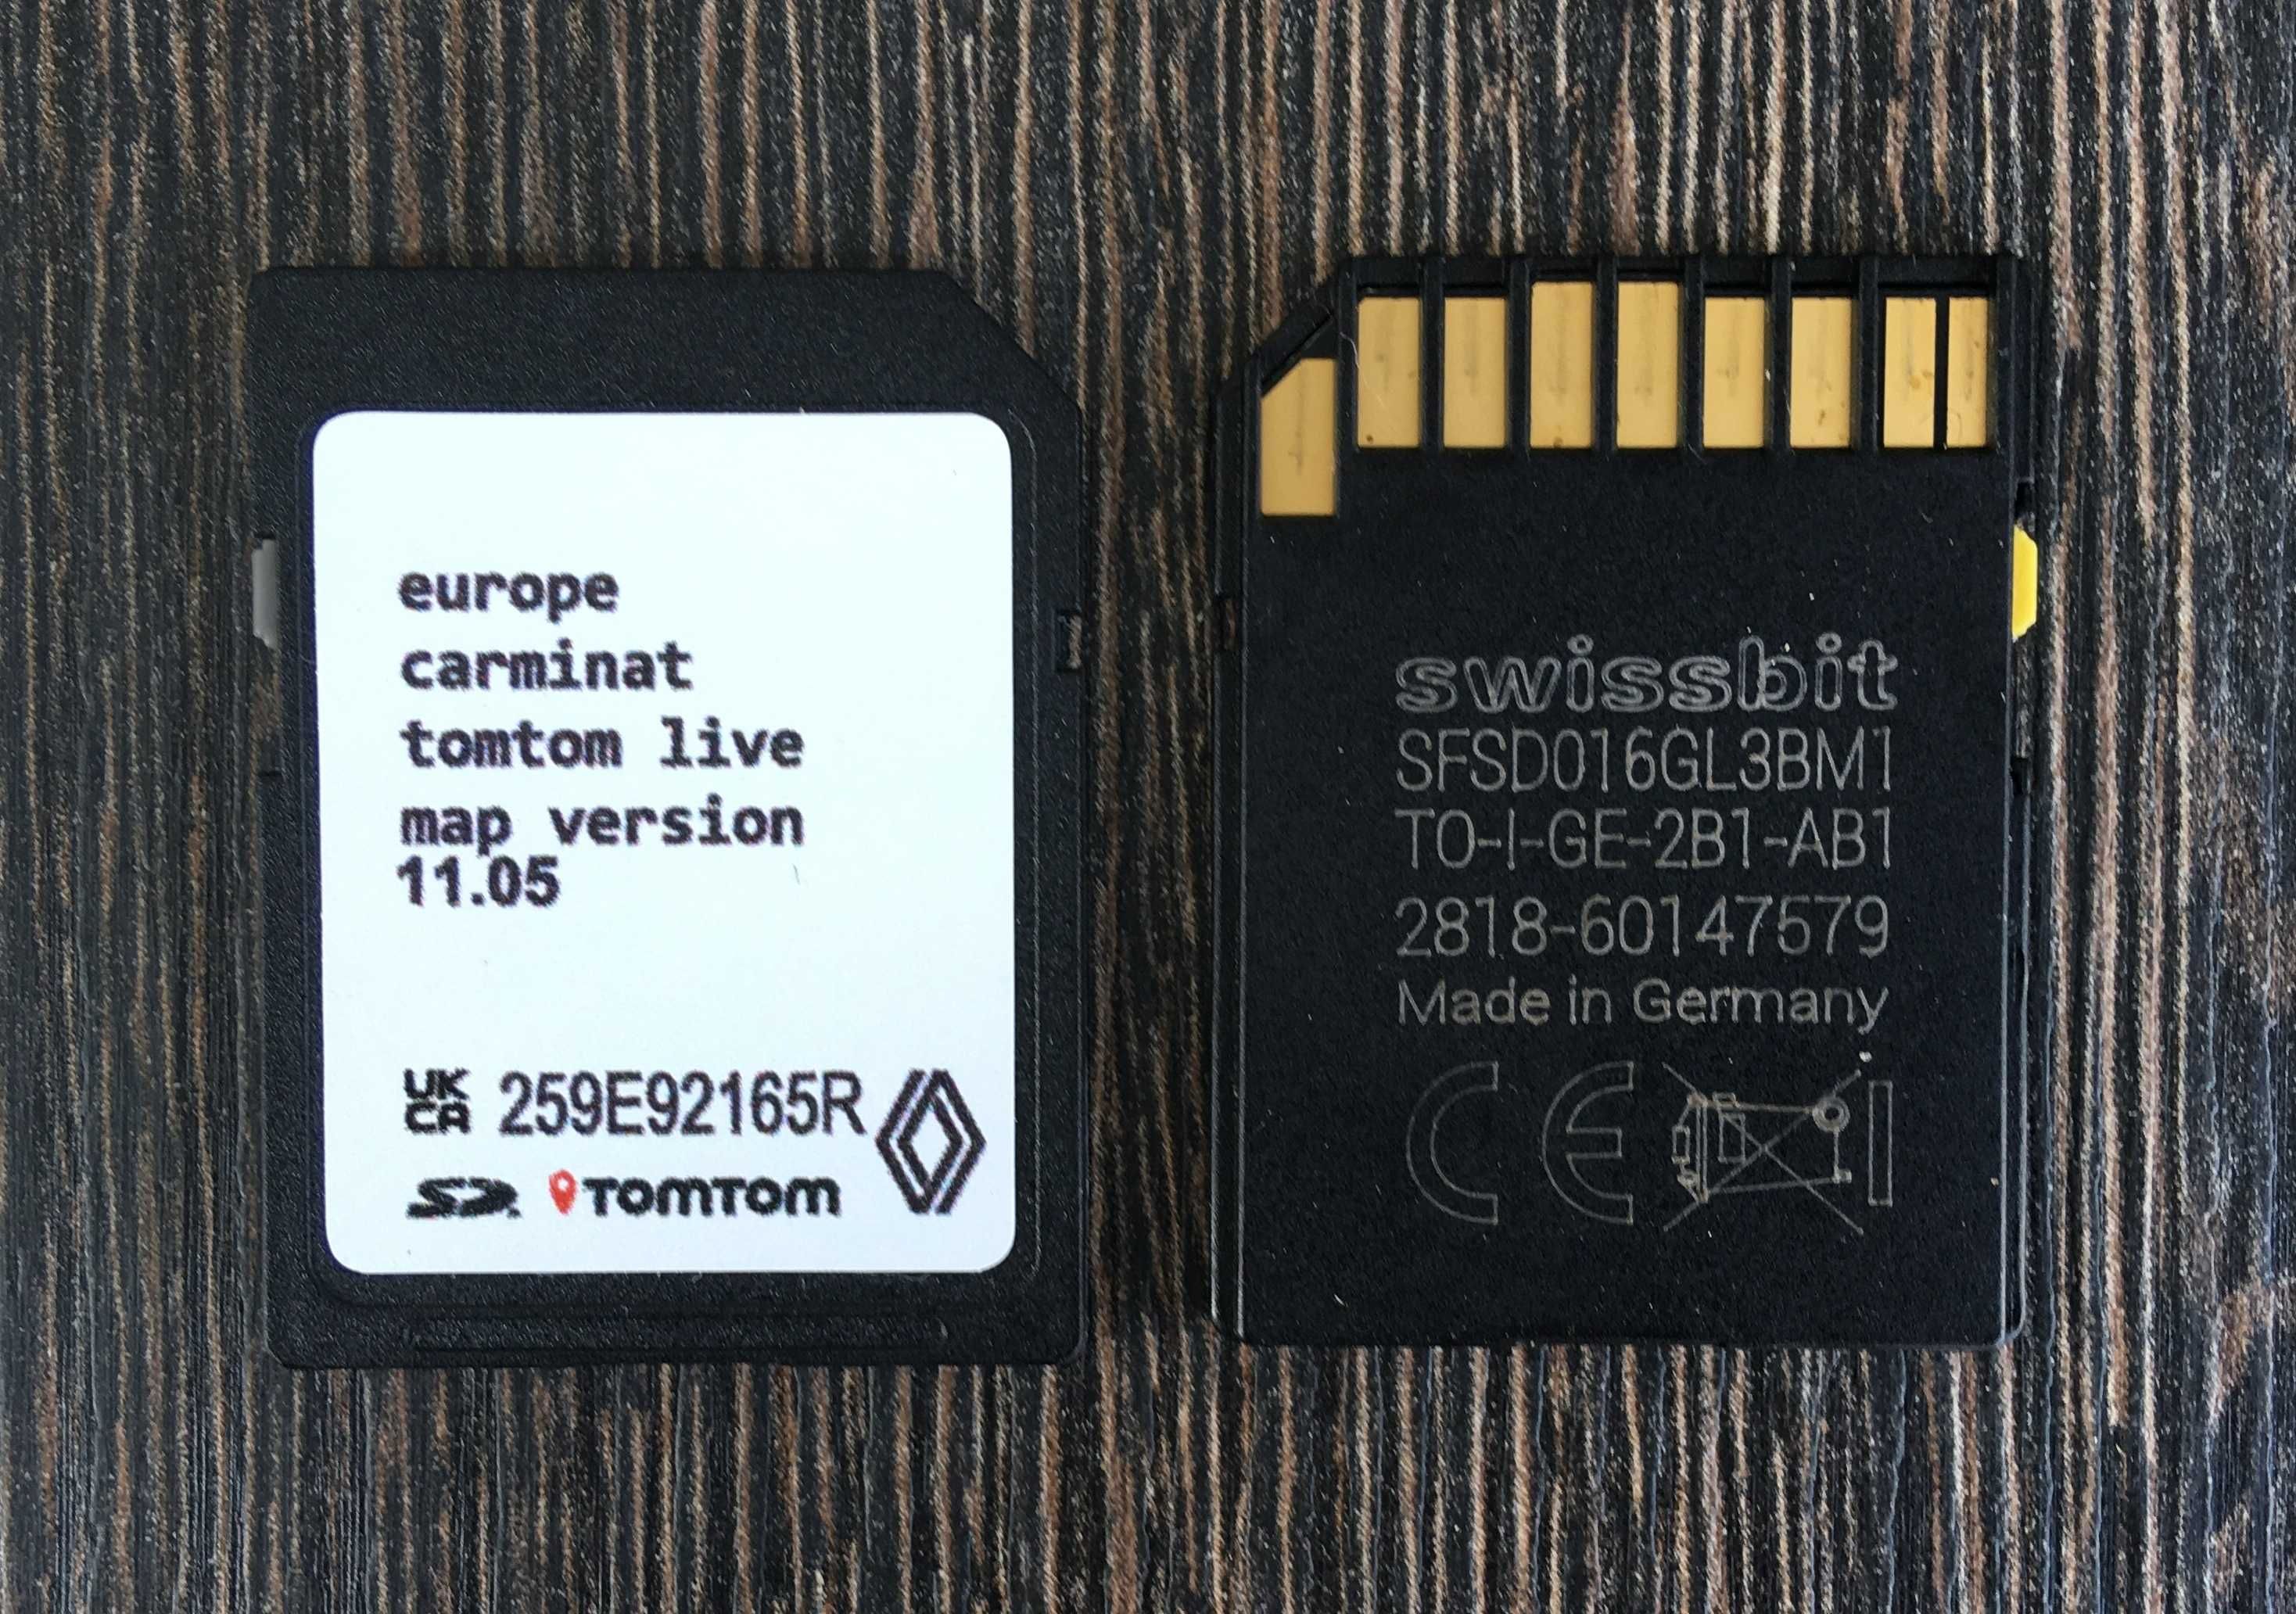 europe
carminat
tomtom live
map version
11.05
UK
CA
259E92165R
SD
TOMTOM
swissbit
SFSD016GL3BM1
TO-I-GE-2B1-AB1
2818-60147579
Made in Germany
CE